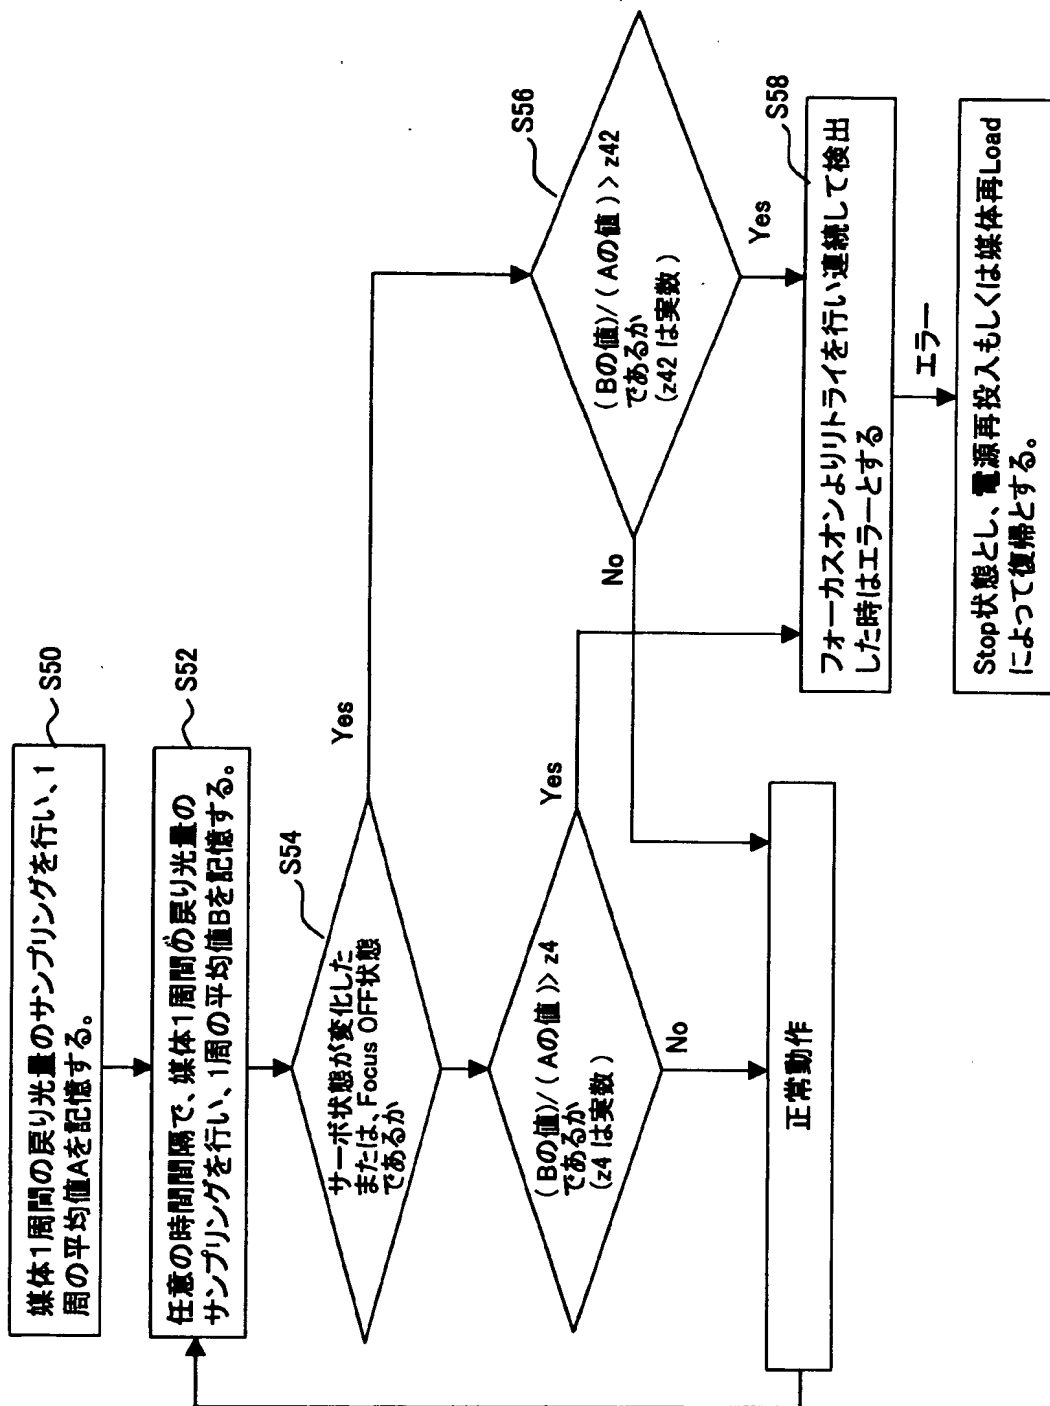 S50
媒体1周間の戻り光量のサンプリングを行い、1
周の平均値Aを記憶する。
S52
任意の時間間隔で、媒体1周間の戻り光量の
サンプリングを行い、1周の平均値Bを記憶する。
S54
サーボ状態が変化した
または、Focus OFF状態
であるか
Yes
(Bの値)/(Aの値)> z4
であるか
(z4 は実数)
Yes
No
S56
(Bの値)/(Aの値)> z42
であるか
(z42 は実数)
No
Yes
正常動作
S58
フォーカスオンよりリトライを行い連続して検出
した時はエラーとする
エラー
Stop状態とし、電源再投入もしくは媒体再Load
によって復帰とする。